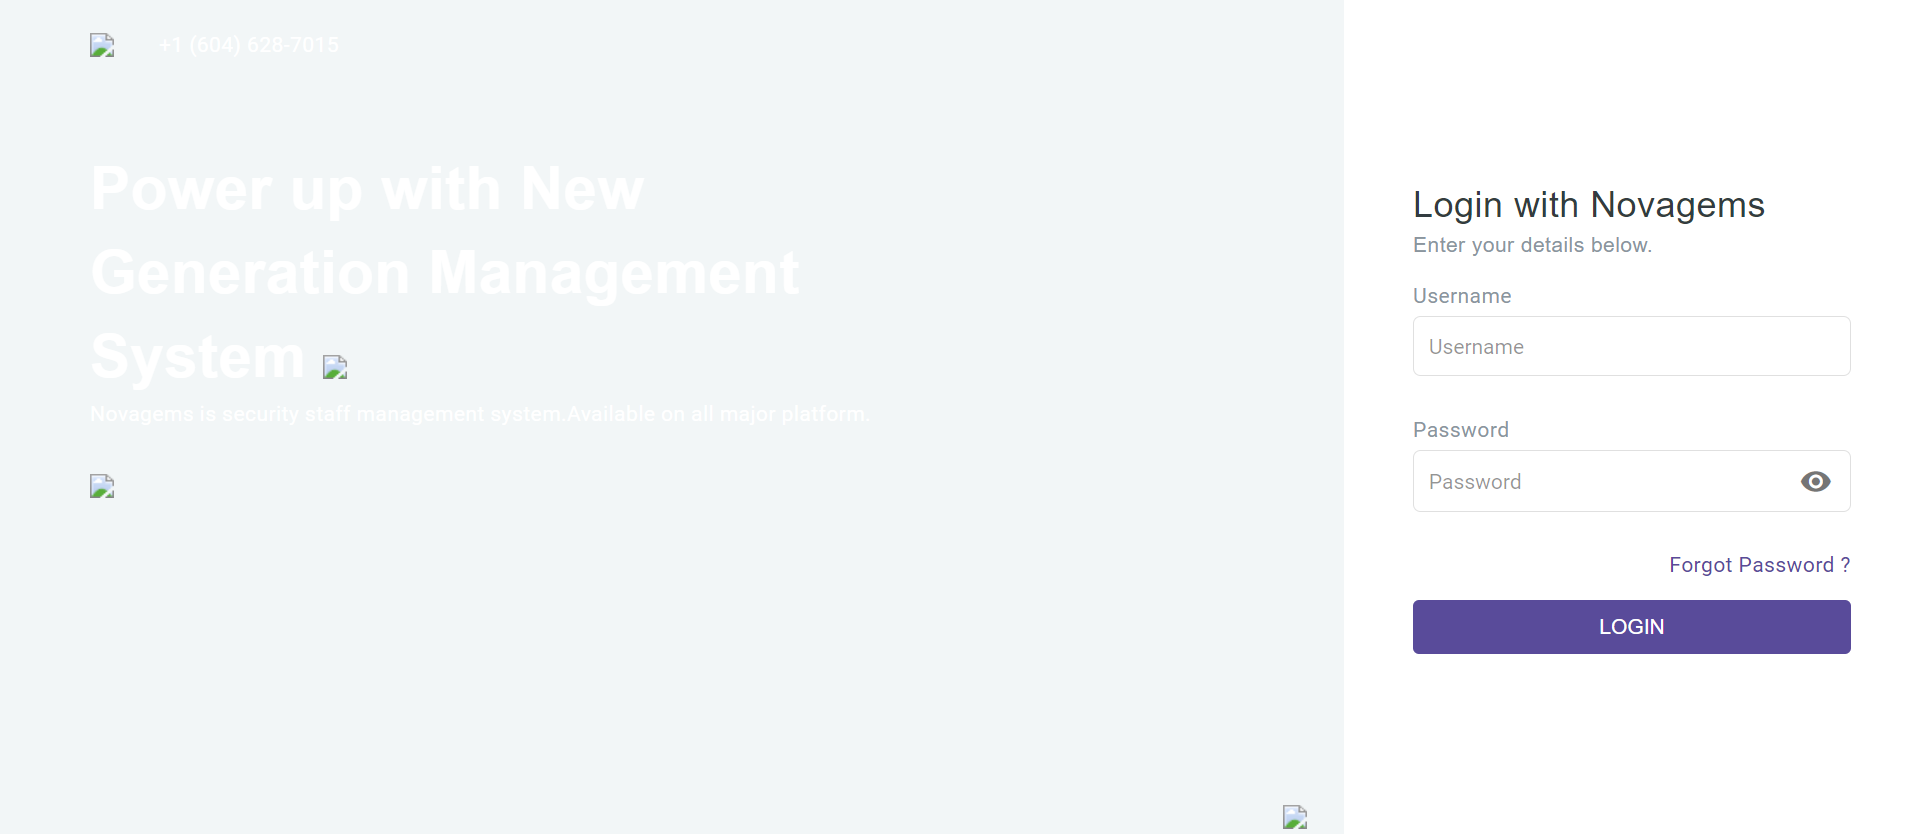 +1 (604) 628-7015
Power up with New
Generation Management
System
Novagems is security staff management system.Available on all major platform.
Login with Novagems
Enter your details below.
Username
Username
Password
Password
Forgot Password ?
LOGIN